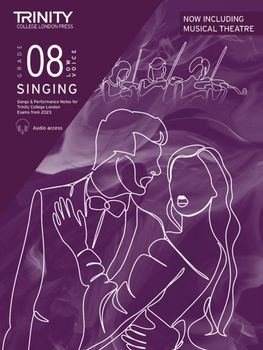 TRINITY
COLLEGE LONDON PRESS
NOW INCLUDING
MUSICAL THEATRE
GRADE
08
LOW
VOICE
SINGING
Songs & Performance Notes for
Trinity College London
Exams from 2023
Audio access